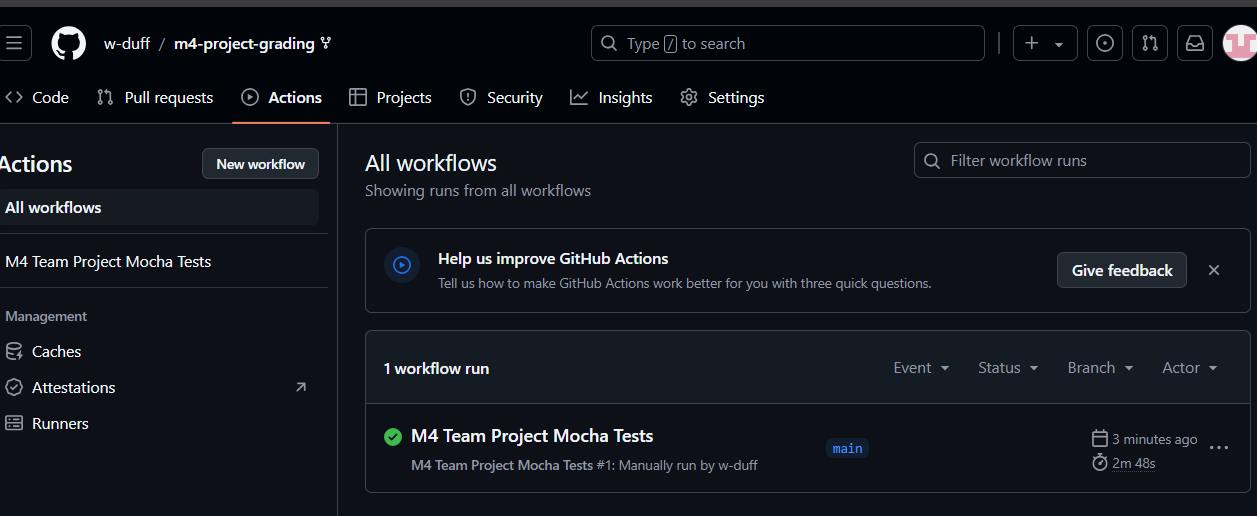 w-duff / m4-project-grading
Type / to search
Code Pull requests Actions Projects Security Insights Settings
Actions
New workflow
All workflows
M4 Team Project Mocha Tests
Management
Caches
Attestations
Runners
All workflows
Showing runs from all workflows
Filter workflow runs
Help us improve GitHub Actions
Tell us how to make GitHub Actions work better for you with three quick questions.
Give feedback
1 workflow run
Event Status Branch Actor
M4 Team Project Mocha Tests
M4 Team Project Mocha Tests #1: Manually run by w-duff
main
3 minutes ago
2m 48s